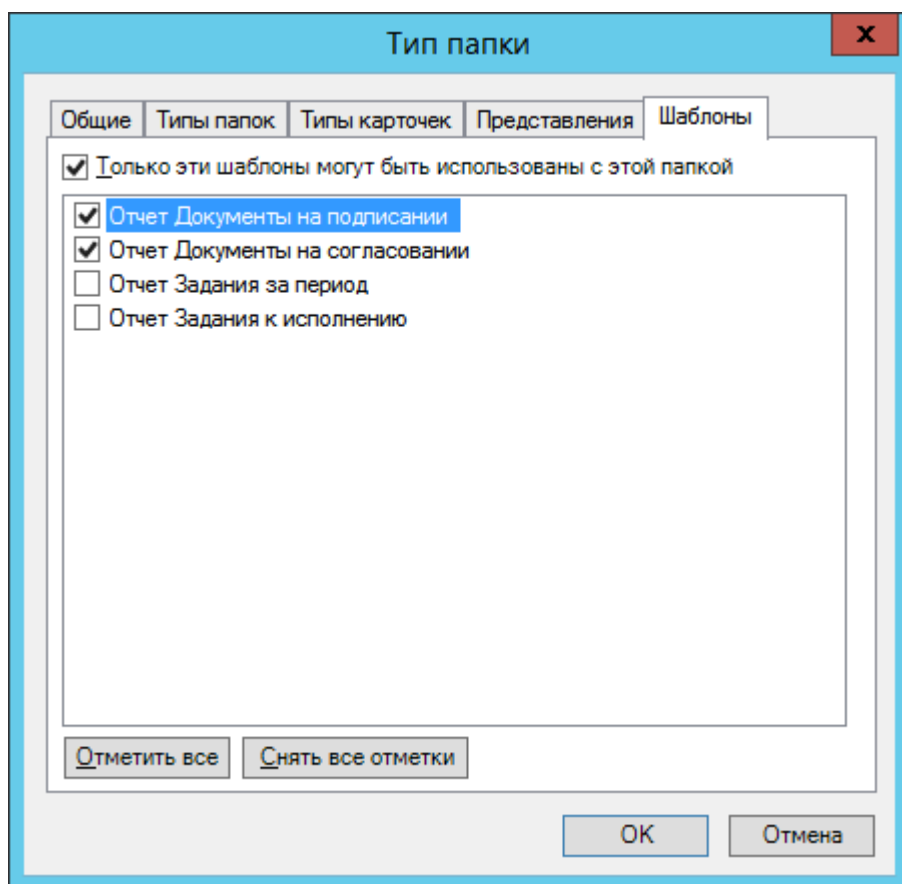 Тип папки
x
Общие Типы папок Типы карточек Представления Шаблоны
Только эти шаблоны могут быть использованы с этой папкой
Отчет Документы на подписании
Отчет Документы на согласовании
Отчет Задания за период
Отчет Задания к исполнению
Отметить все Снять все отметки
OK Отмена